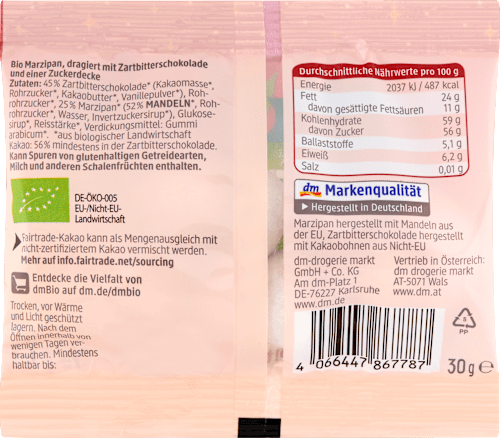 Bio Marzipan, dragiert mit Zartbitterschokolade
und einer Zuckerdecke
Zutaten: 45% Zartbitterschokolade* (Kakaomasse*,
Rohrzucker*, Kakaobutter*, Vanillepulver*), Roh-
rohrzucker*, 25% Marzipan* (52% MANDELN*, Roh-
rohrzucker*, Wasser, Invertzuckersirup*), Glukose-
sirup*, Reisstärke*, Verdickungsmittel: Gummi
arabicum*. *aus biologischer Landwirtschaft
Kakao: 56% mindestens in der Zartbitterschokolade.
Kann Spuren von glutenhaltigen Getreidearten,
Milch und anderen Schalenfrüchten enthalten.
DE-ÖKO-005
EU-/Nicht-EU-
Landwirtschaft
Fairtrade-Kakao kann als Mengenausgleich mit
nicht-zertifiziertem Kakao vermischt werden.
Mehr auf info.fairtrade.net/sourcing
Entdecke die Vielfalt von
dmBio auf dm.de/dmbio
Trocken, vor Wärme
und Licht geschützt
lagern. Nach dem
Öffnen innerhalb von
wenigen Tagen ver-
brauchen. Mindestens
haltbar bis:
Durchschnittliche Nährwerte pro 100 g
Energie 2037 kJ / 487 kcal
Fett 24 g
davon gesättigte Fettsäuren 11 g
Kohlenhydrate 59 g
davon Zucker 56 g
Ballaststoffe 5,1 g
Eiweiß 6,2 g
Salz 0,01 g
dm Markenqualität
Hergestellt in Deutschland
Marzipan hergestellt mit Mandeln aus
der EU, Zartbitterschokolade hergestellt
mit Kakaobohnen aus Nicht-EU
dm-drogerie markt
GmbH + Co. KG
Am dm-Platz 1
DE-76227 Karlsruhe
www.dm.de
Vertrieb in Österreich:
dm drogerie markt
AT-5071 Wals
www.dm.at
4 066447 867787
5
PP
30g e